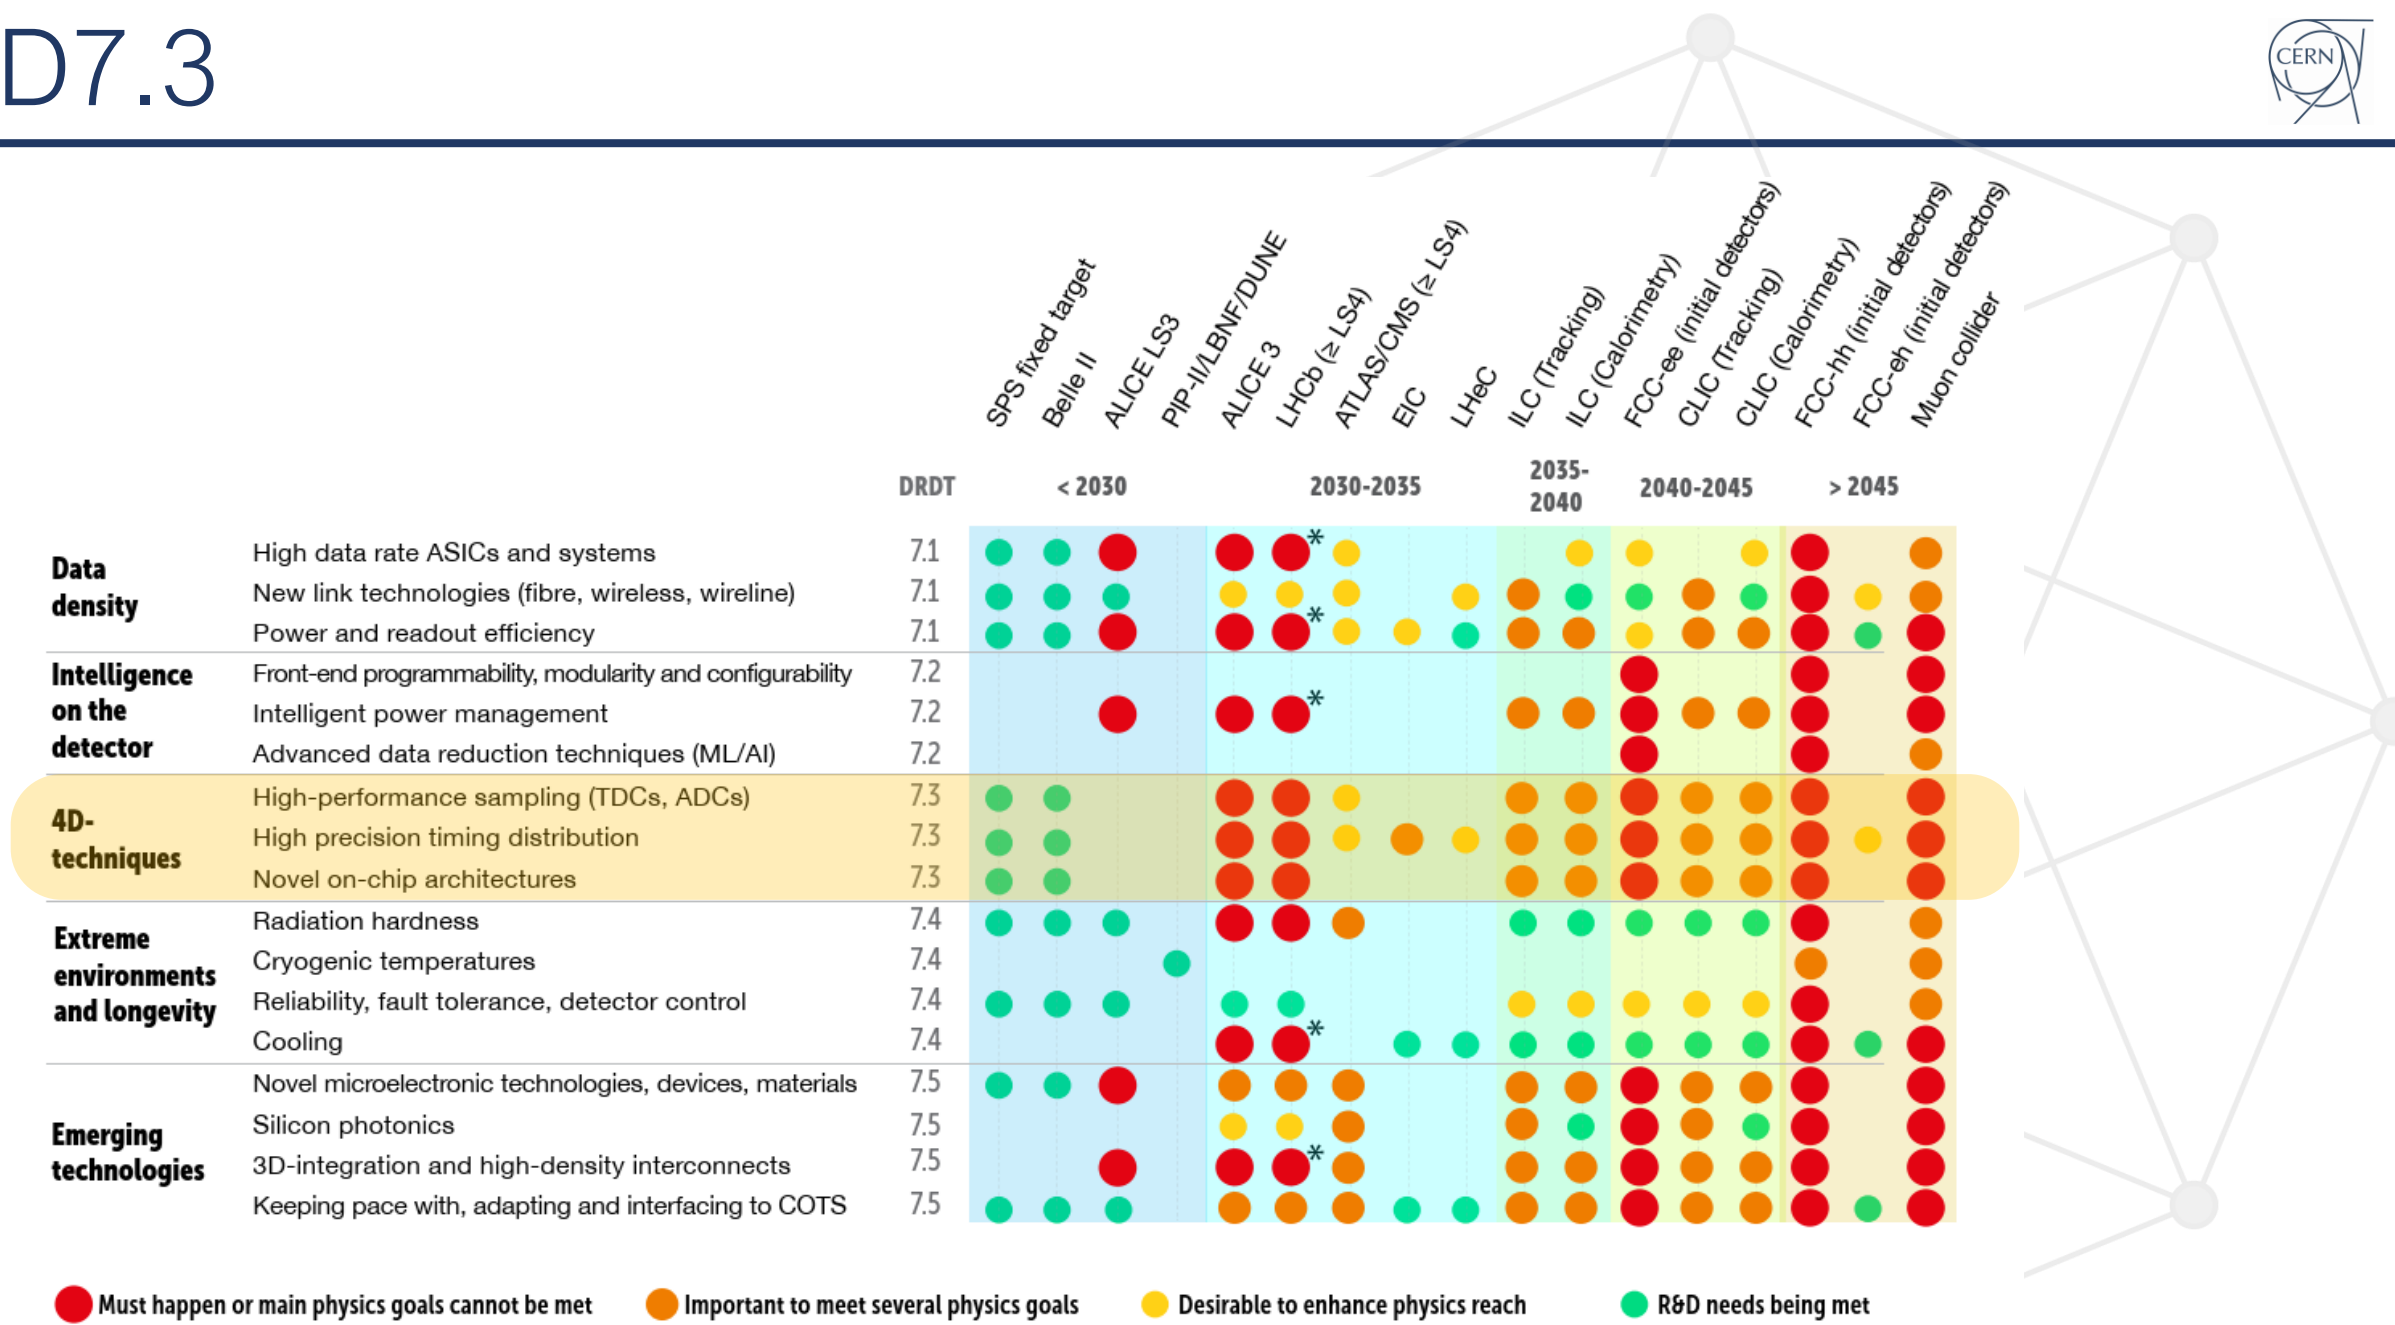 D7.3
CERN
SPS fixed target
Belle II
ALICE LS3
PIP-II/LBNF/DUNE
ALICE 3
LHCb (≥ LS4)
ATLAS/CMS (≥ LS4)
EIC
LHeC
ILC (Tracking)
ILC (Calorimetry)
FCC-ee (initial detectors)
CLIC (Tracking)
CLIC (Calorimetry)
FCC-hh (initial detectors)
FCC-eh (initial detectors)
Muon collider
DRDT
< 2030
2030-2035
2035-
2040
2040-2045
> 2045
Data
density
High data rate ASICs and systems 7.1 *
New link technologies (fibre, wireless, wireline) 7.1
Power and readout efficiency 7.1 *
Intelligence
on the
detector
Front-end programmability, modularity and configurability 7.2
Intelligent power management 7.2 *
Advanced data reduction techniques (ML/AI) 7.2
4D-
techniques
High-performance sampling (TDCs, ADCs) 7.3
High precision timing distribution 7.3
Novel on-chip architectures 7.3
Extreme
environments
and longevity
Radiation hardness 7.4
Cryogenic temperatures 7.4
Reliability, fault tolerance, detector control 7.4
Cooling 7.4 *
Emerging
technologies
Novel microelectronic technologies, devices, materials 7.5
Silicon photonics 7.5
3D-integration and high-density interconnects 7.5 *
Keeping pace with, adapting and interfacing to COTS 7.5
Must happen or main physics goals cannot be met
Important to meet several physics goals
Desirable to enhance physics reach
R&D needs being met